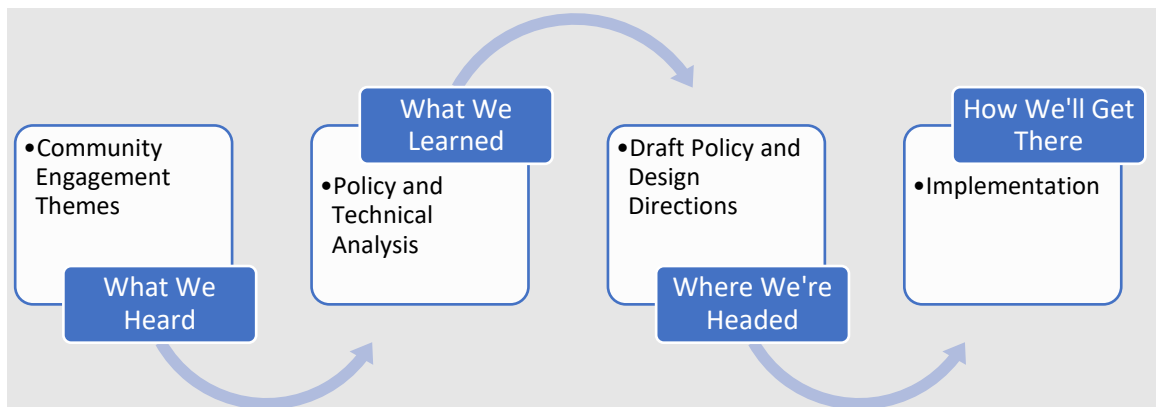 •Community
Engagement
Themes
What We
Heard
What We
Learned
•Policy and
Technical
Analysis
•Draft Policy and
Design
Directions
Where We're
Headed
How We'll Get
There
•Implementation